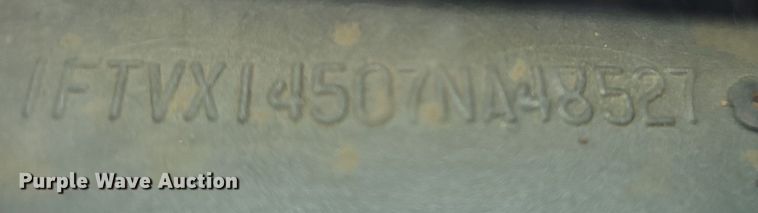 1FTVX14507NA48527
Purple Wave Auction